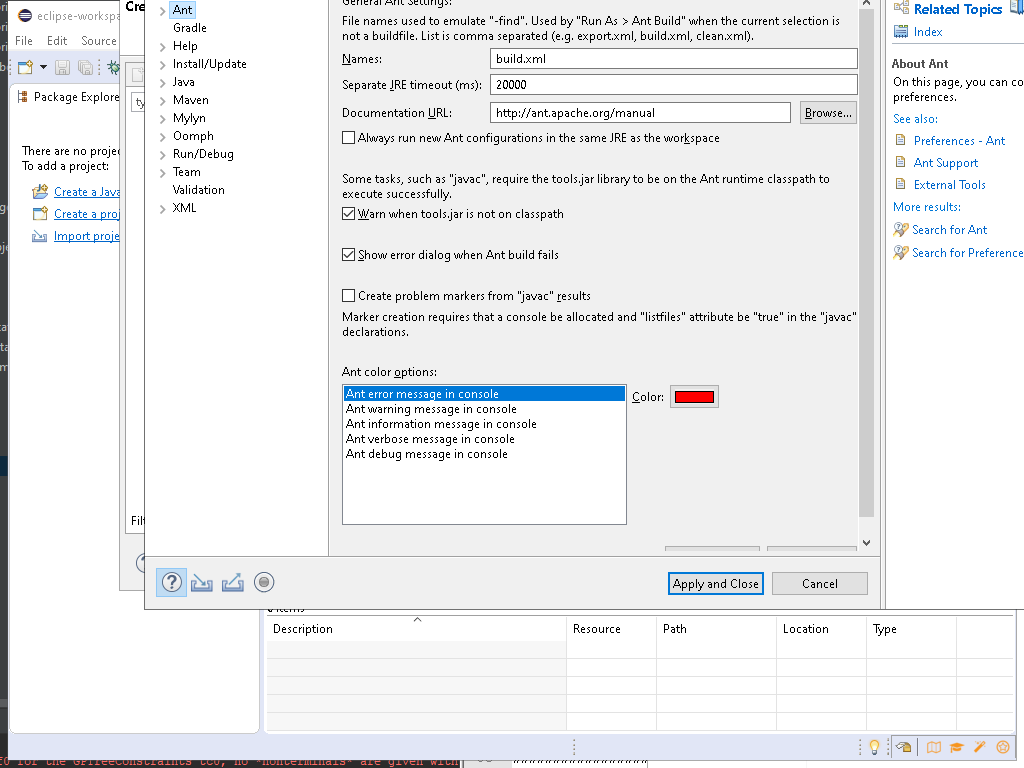 eclipse-workspa
File Edit Source
Package Explore
There are no projec
To add a project:
Create a Java
Create a proj
Import proje
Cre
ty
Filt
Ant
Gradle
Help
Install/Update
Java
Maven
Mylyn
Oomph
Run/Debug
Team
Validation
XML
General Ant Settings:
File names used to emulate "-find". Used by "Run As > Ant Build" when the current selection is
not a buildfile. List is comma separated (e.g. export.xml, build.xml, clean.xml).
Names: build.xml
Separate JRE timeout (ms): 20000
Documentation URL: http://ant.apache.org/manual Browse...
Always run new Ant configurations in the same JRE as the workspace
Some tasks, such as "javac", require the tools.jar library to be on the Ant runtime classpath to
execute successfully.
Warn when tools.jar is not on classpath
Show error dialog when Ant build fails
Create problem markers from "javac" results
Marker creation requires that a console be allocated and "listfiles" attribute be "true" in the "javac"
declarations.
Ant color options:
Ant error message in console
Ant warning message in console
Ant information message in console
Ant verbose message in console
Ant debug message in console
Color:
Apply and Close Cancel
Related Topics
Index
About Ant
On this page, you can co
preferences.
See also:
Preferences - Ant
Ant Support
External Tools
More results:
Search for Ant
Search for Preference
items
Description Resource Path Location Type
for the GPTreeConstraints tc0, no nonterminals are given with